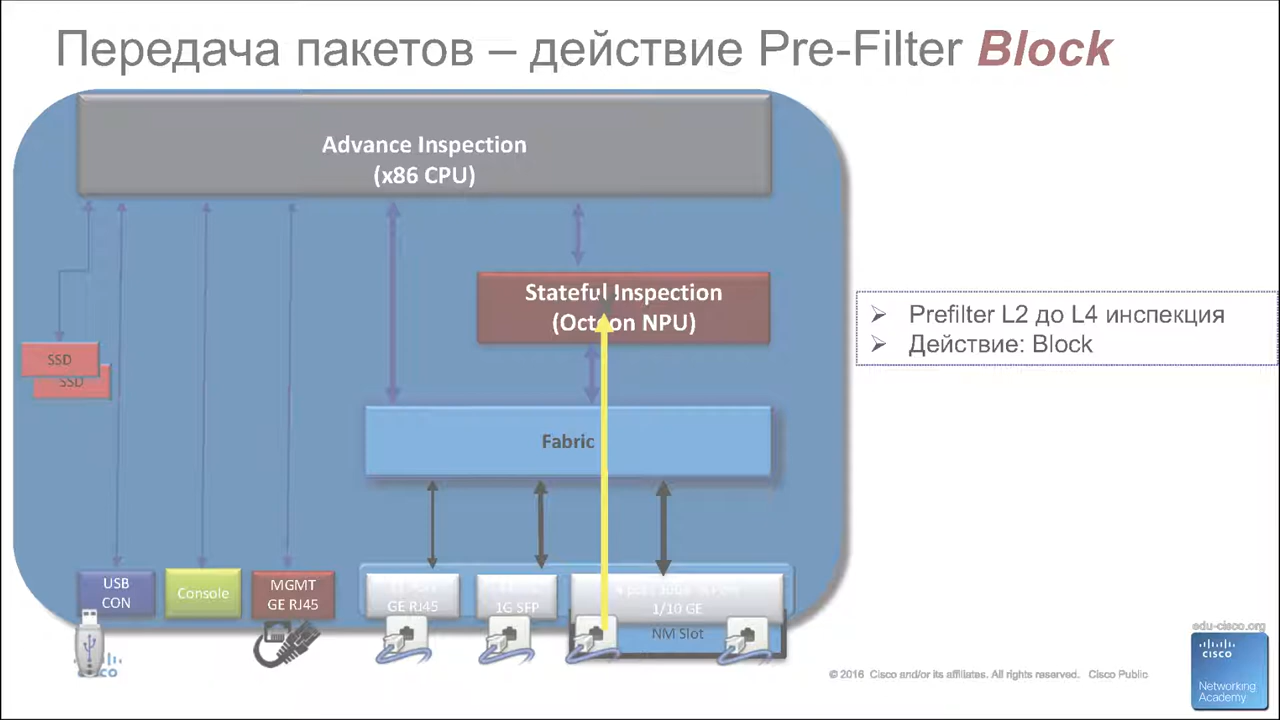 Передача пакетов – действие Pre-Filter Block
Advance Inspection
(x86 CPU)
Stateful Inspection
(Octeon NPU)
Prefilter L2 до L4 инспекция
Действие: Block
SSD
SSD
Fabric
USB
CON
Console
MGMT
GE RJ45
GE RJ45
1G SFP
1/10 GE
NM Slot
© 2016 Cisco and/or its affiliates. All rights reserved. Cisco Public
edu-cisco.org
cisco
Networking
Academy